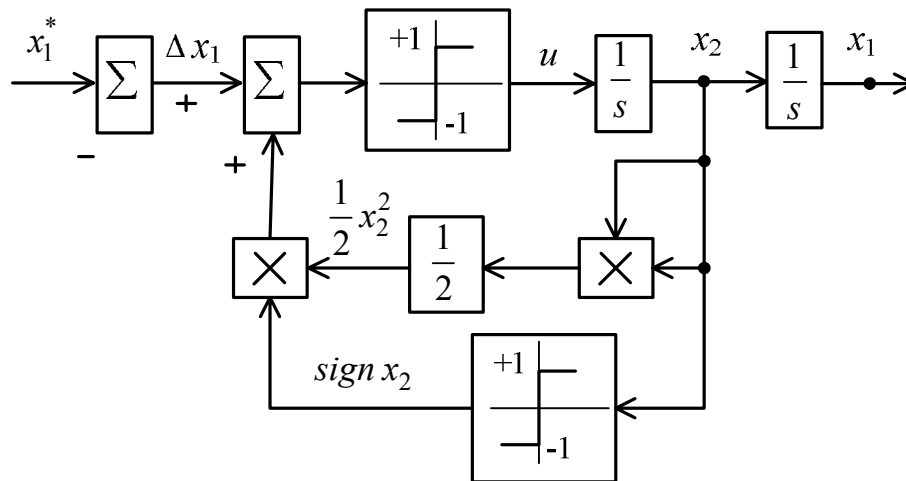 x₁* Δx₁ +1 -1 u 1/s x₂ 1/s x₁
Σ + Σ
− +
1/2 x₂² 1/2 × ×
sign x₂ +1 -1